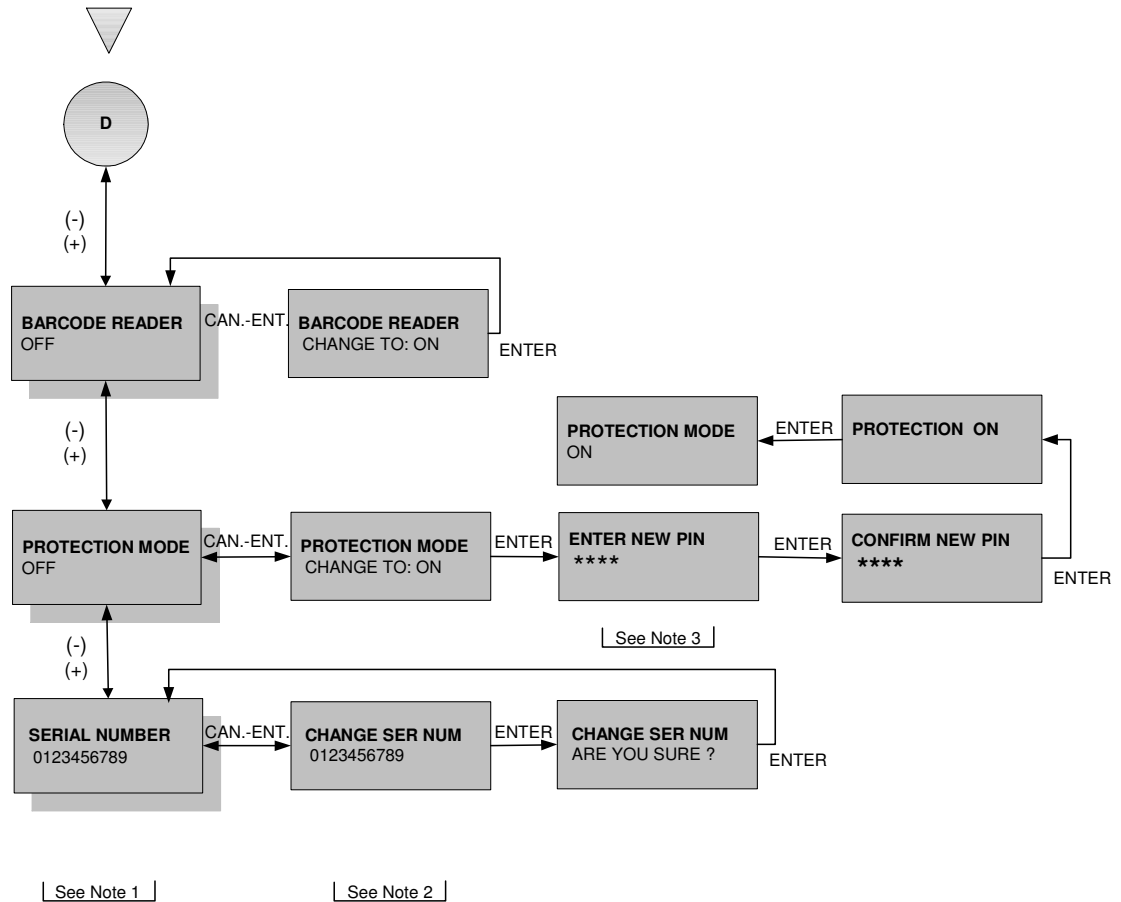 D
(-)
(+)
BARCODE READER
OFF
CAN.-ENT.
BARCODE READER
CHANGE TO: ON
ENTER
(-)
(+)
PROTECTION MODE
ON
ENTER
PROTECTION ON
PROTECTION MODE
OFF
CAN.-ENT.
PROTECTION MODE
CHANGE TO: ON
ENTER
ENTER NEW PIN
****
ENTER
CONFIRM NEW PIN
****
ENTER
See Note 3
(-)
(+)
SERIAL NUMBER
0123456789
CAN.-ENT.
CHANGE SER NUM
0123456789
ENTER
CHANGE SER NUM
ARE YOU SURE ?
ENTER
See Note 1
See Note 2